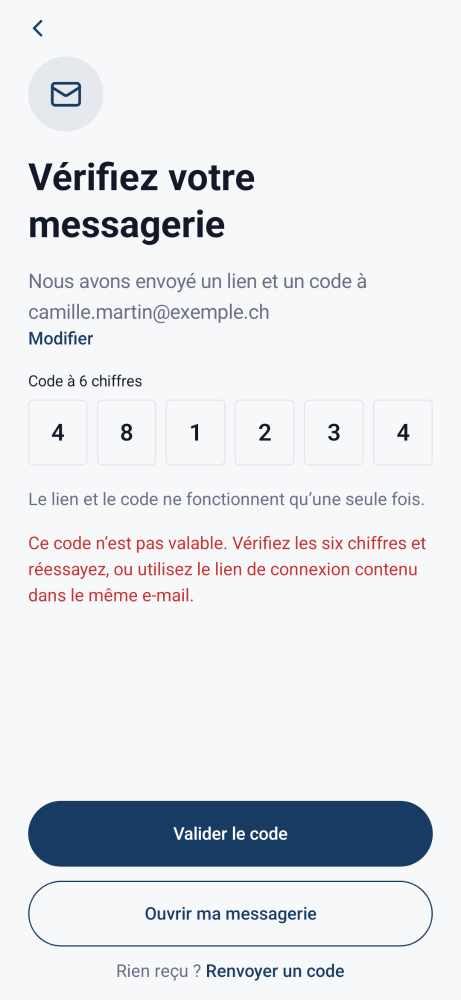 Vérifiez votre
messagerie
Nous avons envoyé un lien et un code à
camille.martin@exemple.ch
Modifier
Code à 6 chiffres
4 8 1 2 3 4
Le lien et le code ne fonctionnent qu’une seule fois.
Ce code n’est pas valable. Vérifiez les six chiffres et
réessayez, ou utilisez le lien de connexion contenu
dans le même e-mail.
Valider le code
Ouvrir ma messagerie
Rien reçu ? Renvoyer un code